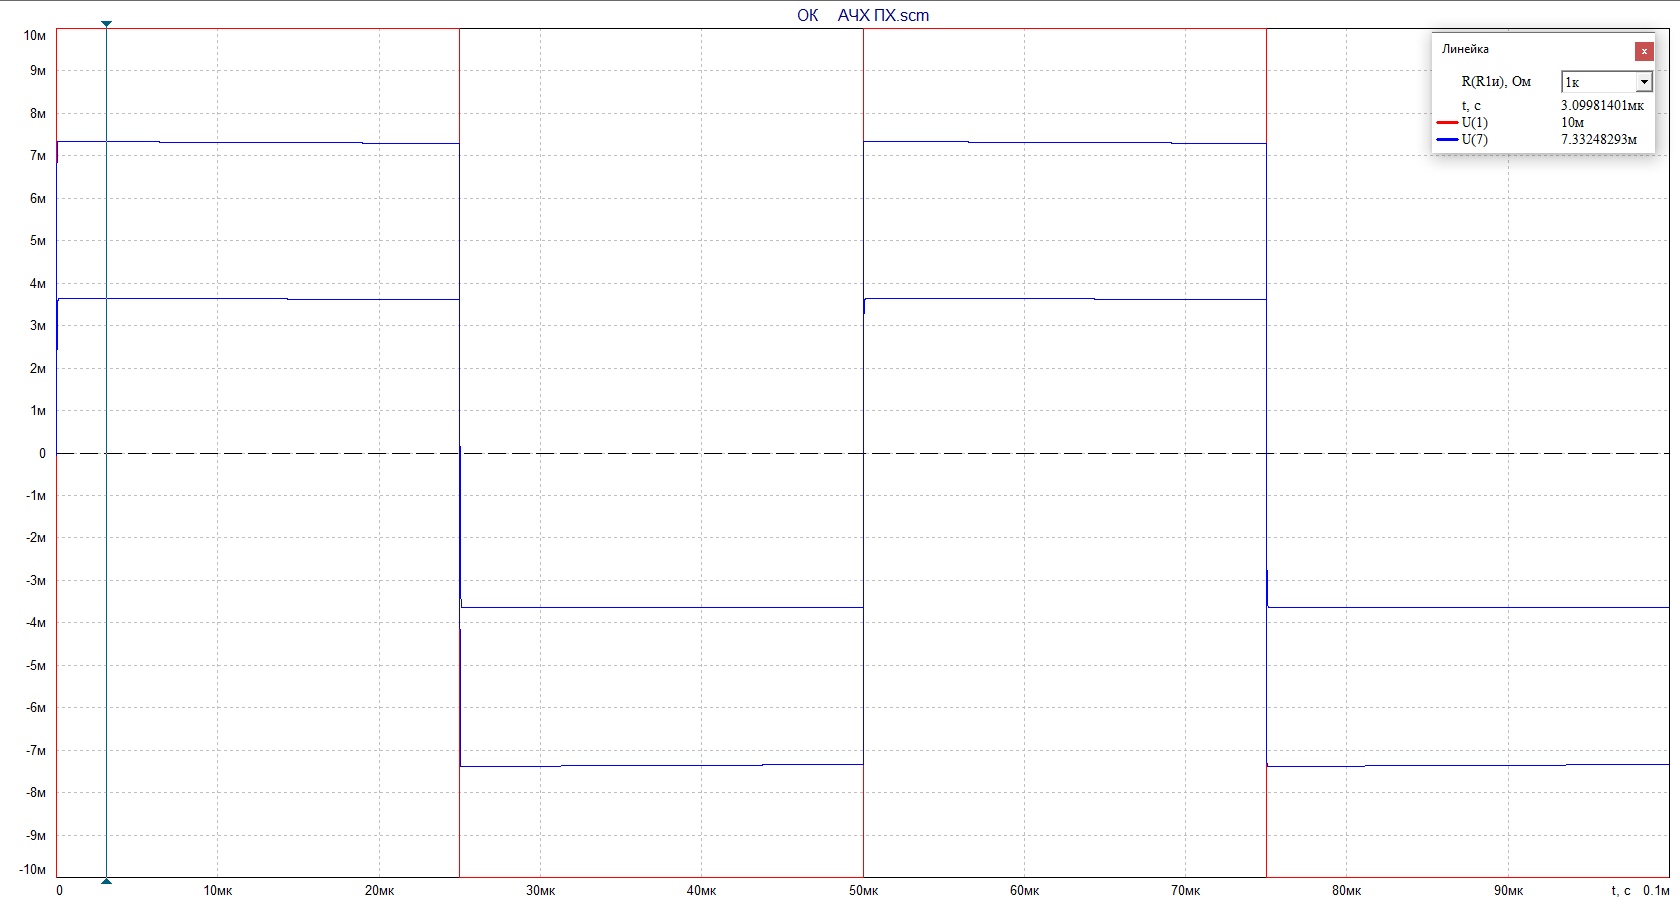 ОК АЧХ ПХ.scm
Линейка
x
R(R1и), Ом 1к
t, с 3.09981401мк
U(1) 10м
U(7) 7.33248293м
10м
9м
8м
7м
6м
5м
4м
3м
2м
1м
0
-1м
-2м
-3м
-4м
-5м
-6м
-7м
-8м
-9м
-10м
0 10мк 20мк 30мк 40мк 50мк 60мк 70мк 80мк 90мк t, с 0.1м